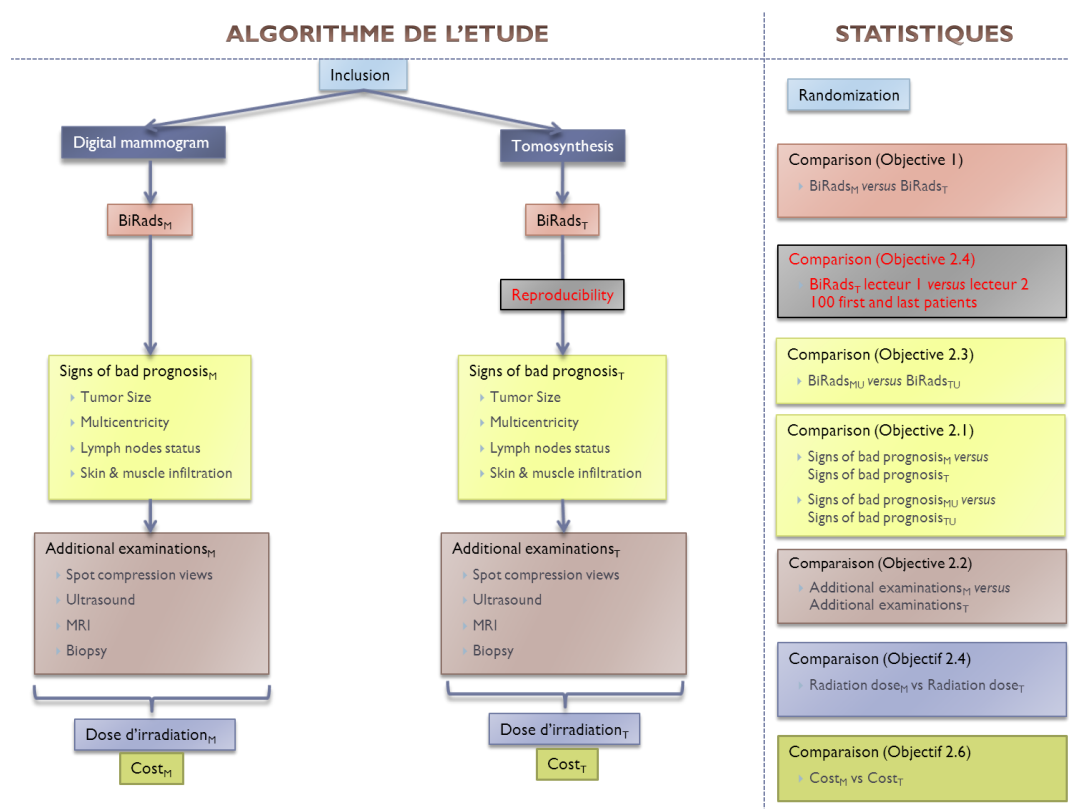 ALGORITHME DE L'ETUDE
Inclusion
Digital mammogram
Tomosynthesis
BiRadsM
BiRadsT
Reproducibility
Signs of bad prognosisM
Tumor Size
Multicentricity
Lymph nodes status
Skin & muscle infiltration
Signs of bad prognosisT
Tumor Size
Multicentricity
Lymph nodes status
Skin & muscle infiltration
Additional examinationsM
Spot compression views
Ultrasound
MRI
Biopsy
Additional examinationsT
Spot compression views
Ultrasound
MRI
Biopsy
Dose d'irradiationM
Dose d'irradiationT
CostM
CostT
STATISTIQUES
Randomization
Comparison (Objective 1)
BiRadsM versus BiRadsT
Comparison (Objective 2.4)
BiRadsT lecteur 1 versus lecteur 2
100 first and last patients
Comparison (Objective 2.3)
BiRadsMU versus BiRadsTU
Comparison (Objective 2.1)
Signs of bad prognosisM versus
Signs of bad prognosisT
Signs of bad prognosisMU versus
Signs of bad prognosisTU
Comparaison (Objective 2.2)
Additional examinationsM versus
Additional examinationsT
Comparaison (Objectif 2.4)
Radiation doseM vs Radiation doseT
Comparaison (Objectif 2.6)
CostM vs CostT